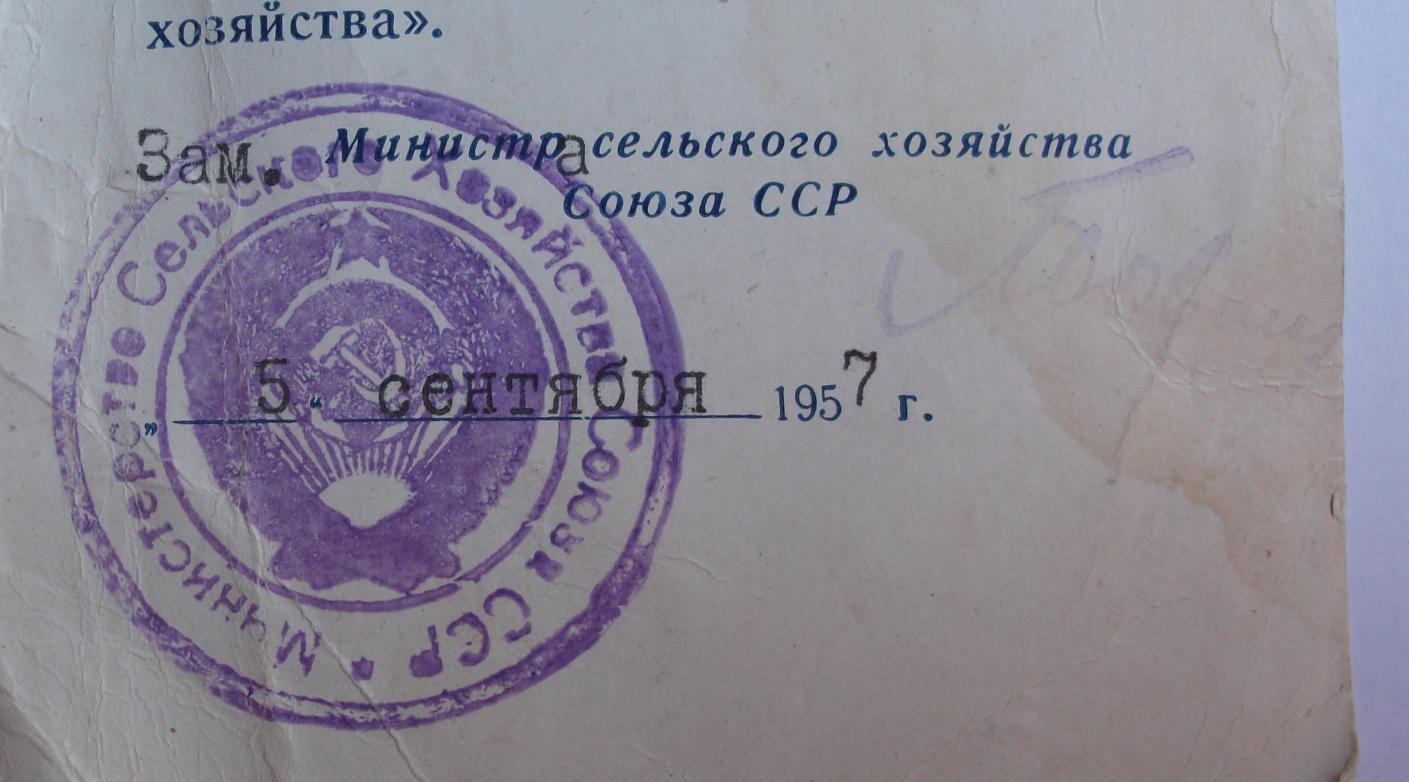 хозяйства».
Зам. Министра сельского хозяйства
Союза ССР
„ 5 “ сентября 1957 г.
Министерство Сельского Хозяйства Союза ССР •